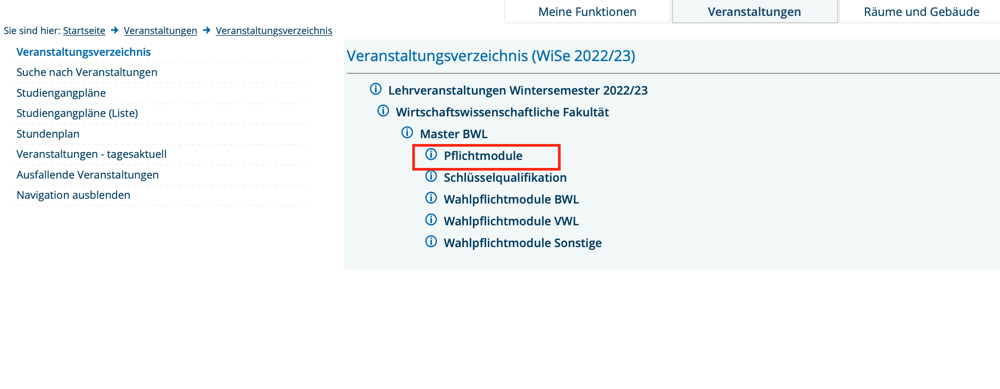 Meine Funktionen
Veranstaltungen
Räume und Gebäude
Sie sind hier: Startseite → Veranstaltungen → Veranstaltungsverzeichnis
Veranstaltungsverzeichnis
Suche nach Veranstaltungen
Studiengangpläne
Studiengangpläne (Liste)
Stundenplan
Veranstaltungen - tagesaktuell
Ausfallende Veranstaltungen
Navigation ausblenden
Veranstaltungsverzeichnis (WiSe 2022/23)
Lehrveranstaltungen Wintersemester 2022/23
Wirtschaftswissenschaftliche Fakultät
Master BWL
Pflichtmodule
Schlüsselqualifikation
Wahlpflichtmodule BWL
Wahlpflichtmodule VWL
Wahlpflichtmodule Sonstige